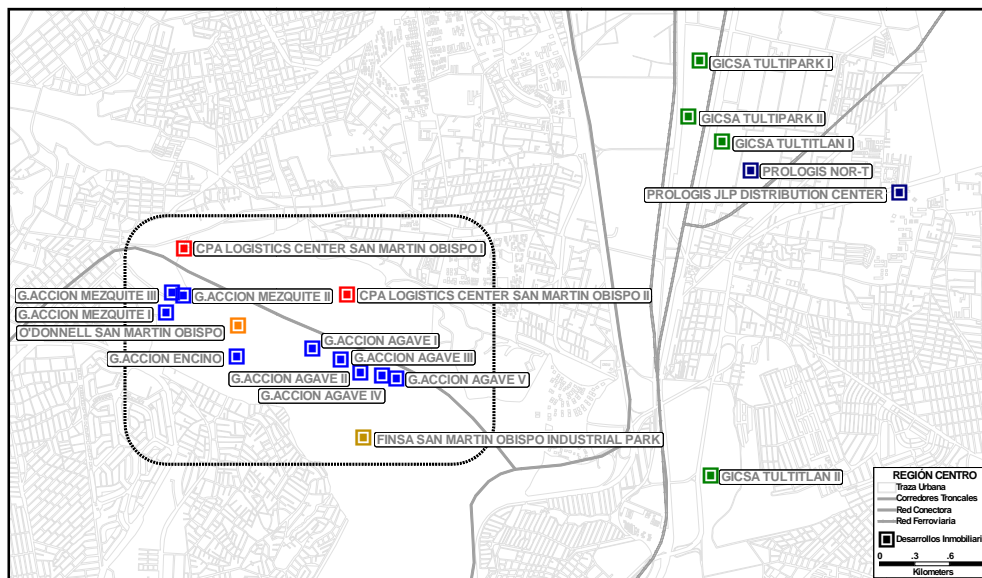 GICSA TULTIPARK I
GICSA TULTIPARK II
GICSA TULTITLAN I
PROLOGIS NOR-T
PROLOGIS JLP DISTRIBUTION CENTER
CPA LOGISTICS CENTER SAN MARTIN OBISPO I
G.ACCION MEZQUITE III
G.ACCION MEZQUITE II
CPA LOGISTICS CENTER SAN MARTIN OBISPO II
G.ACCION MEZQUITE I
O'DONNELL SAN MARTIN OBISPO
G.ACCION AGAVE I
G.ACCION ENCINO
G.ACCION AGAVE III
G.ACCION AGAVE II
G.ACCION AGAVE V
G.ACCION AGAVE IV
FINSA SAN MARTIN OBISPO INDUSTRIAL PARK
GICSA TULTITLAN II
REGIÓN CENTRO
Traza Urbana
Corredores Troncales
Red Conectora
Red Ferroviaria
Desarrollos Inmobiliari
0 .3 .6
Kilometers